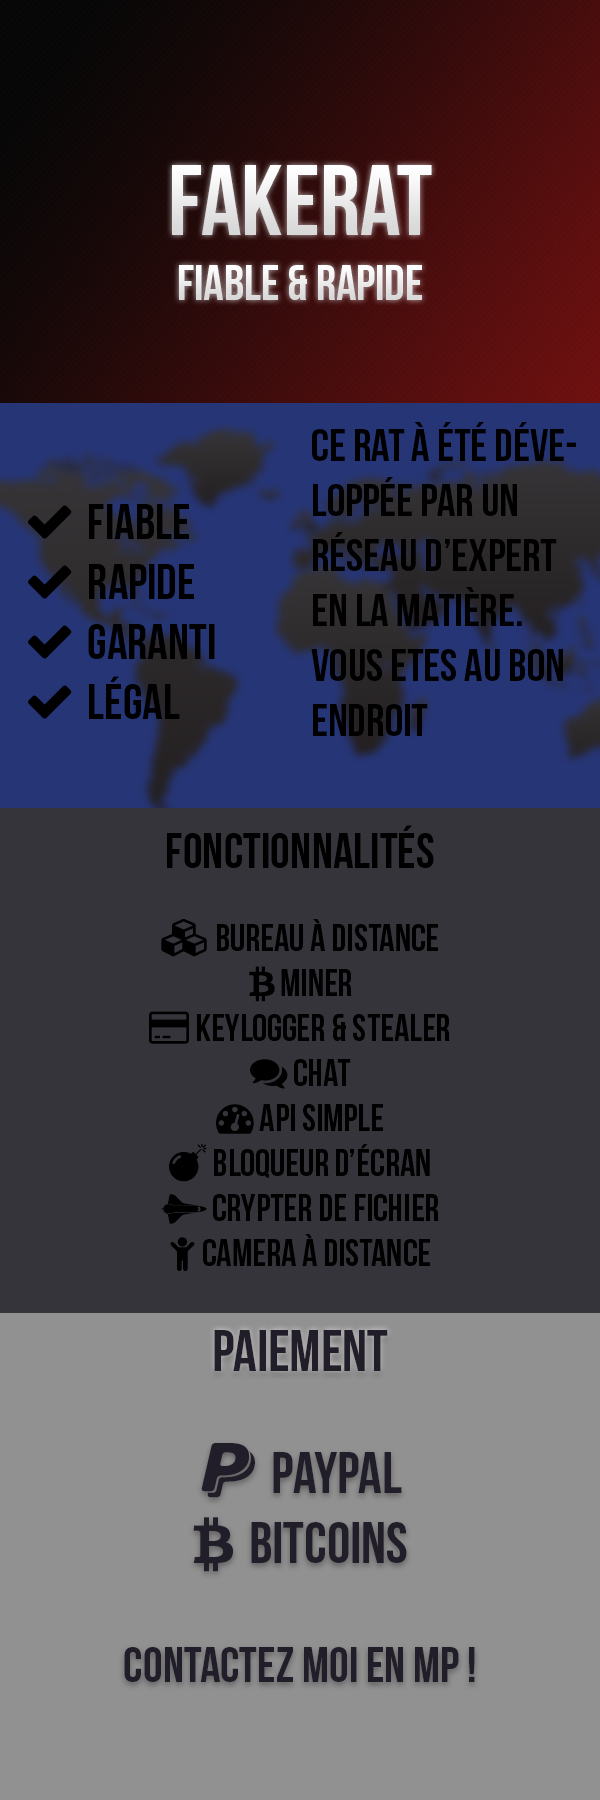 FAKERAT
FIABLE & RAPIDE
FIABLE
RAPIDE
GARANTI
LÉGAL
CE RAT À ÉTÉ DÉVE-
LOPPÉE PAR UN
RÉSEAU D'EXPERT
EN LA MATIÈRE.
VOUS ETES AU BON
ENDROIT
FONCTIONNALITÉS
BUREAU À DISTANCE
MINER
KEYLOGGER & STEALER
CHAT
API SIMPLE
BLOQUEUR D'ÉCRAN
CRYPTER DE FICHIER
CAMERA À DISTANCE
PAIEMENT
PAYPAL
BITCOINS
CONTACTEZ MOI EN MP !